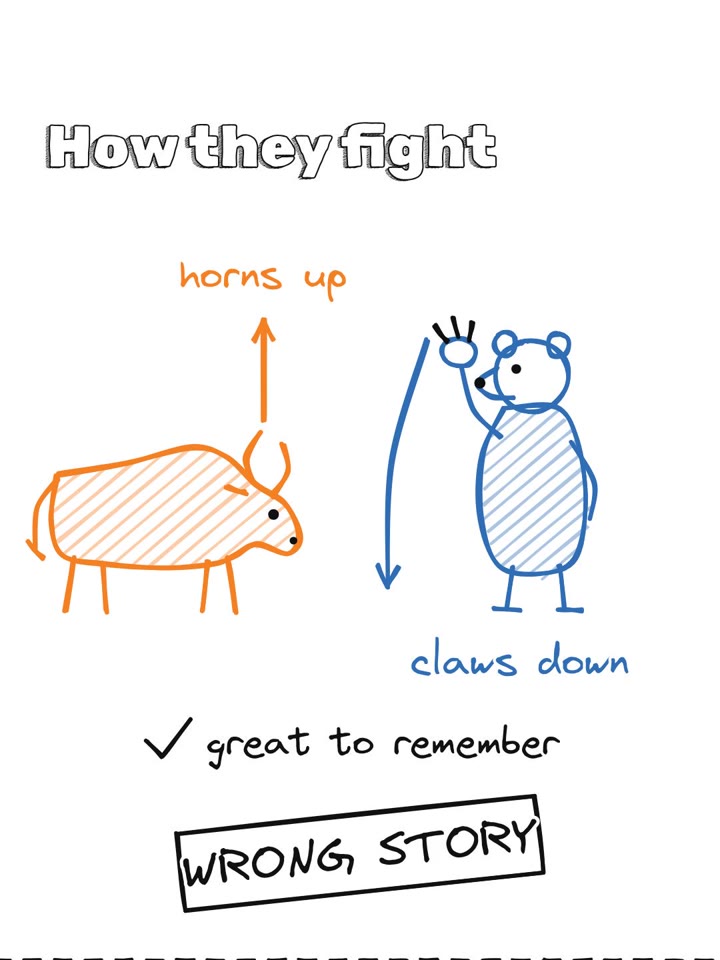 How they fight
horns up
claws down
great to remember
WRONG STORY